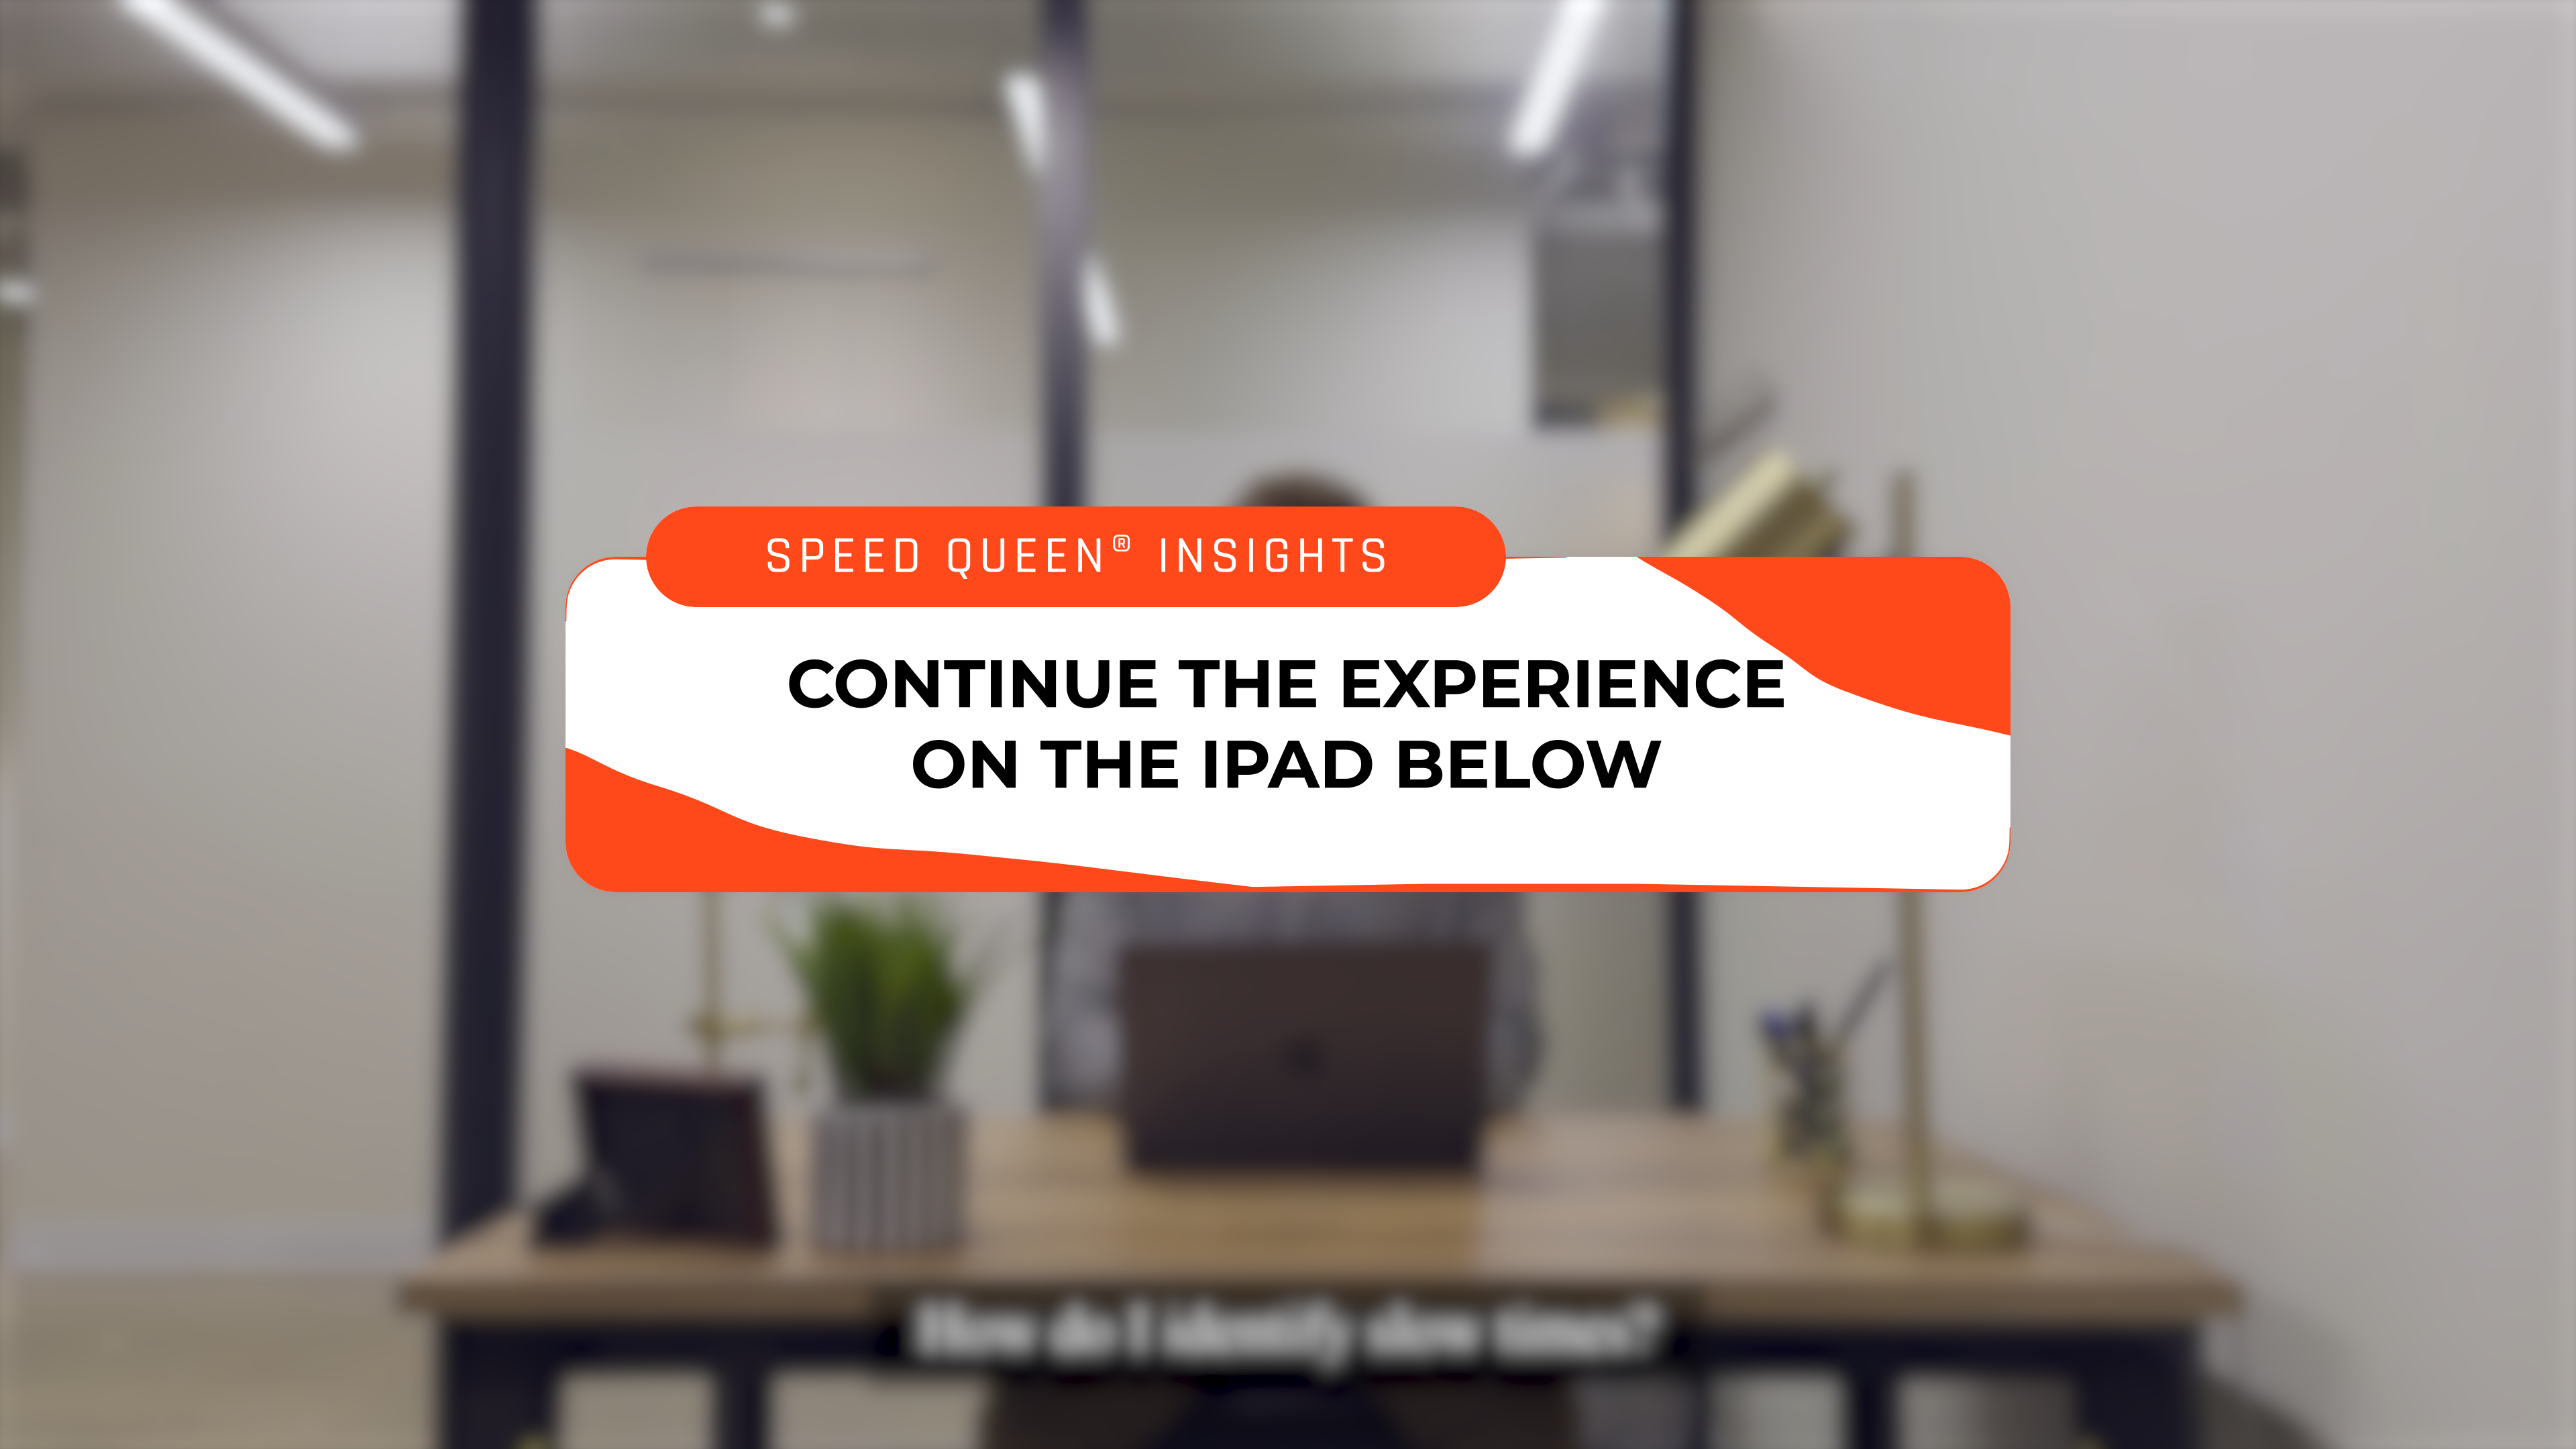 SPEED QUEEN® INSIGHTS
CONTINUE THE EXPERIENCE
ON THE IPAD BELOW
How do I identify slow times?